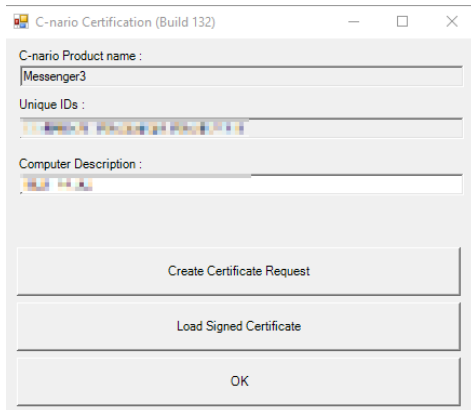 C-nario Certification (Build 132)
C-nario Product name :
Messenger3
Unique IDs :
Computer Description :
Create Certificate Request
Load Signed Certificate
OK